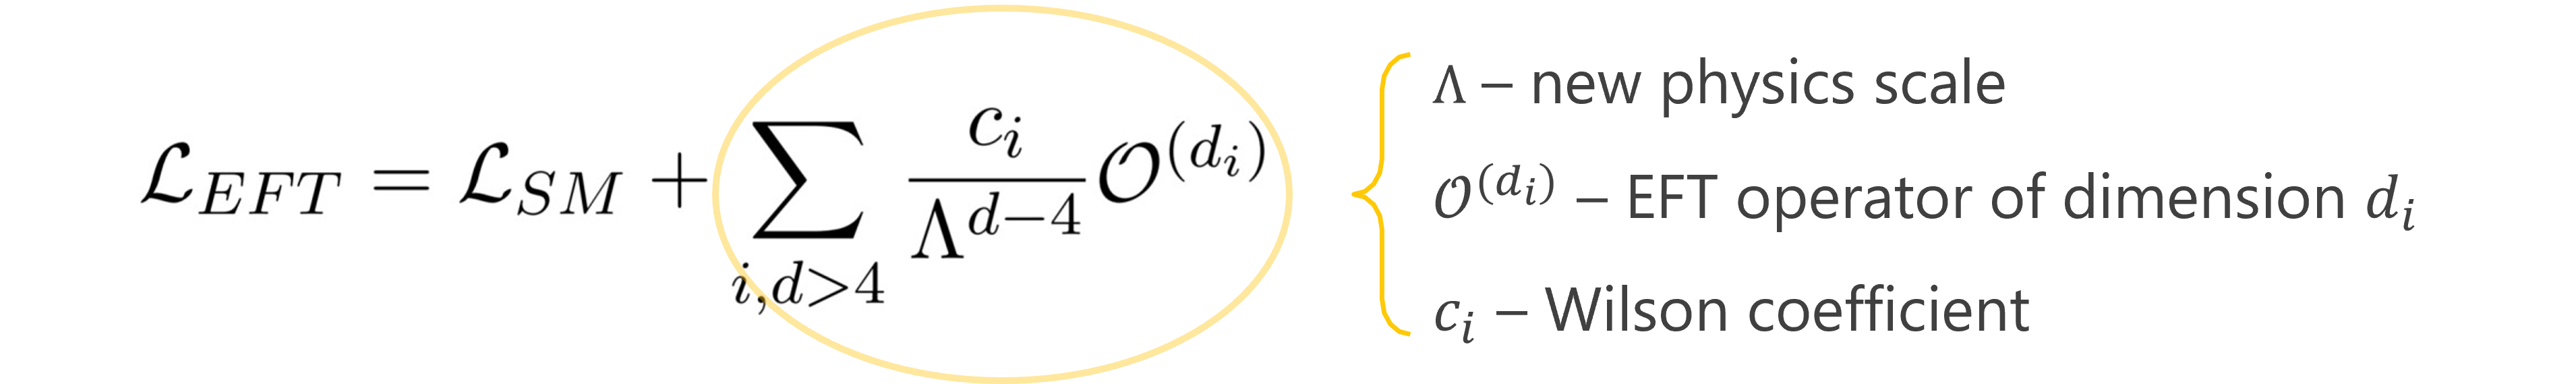 $\mathcal{L}_{EFT} = \mathcal{L}_{SM} + \sum_{i,d>4} \frac{c_i}{\Lambda^{d-4}} \mathcal{O}^{(d_i)}$
Λ – new physics scale
$\mathcal{O}^{(d_i)}$ – EFT operator of dimension $d_i$
$c_i$ – Wilson coefficient